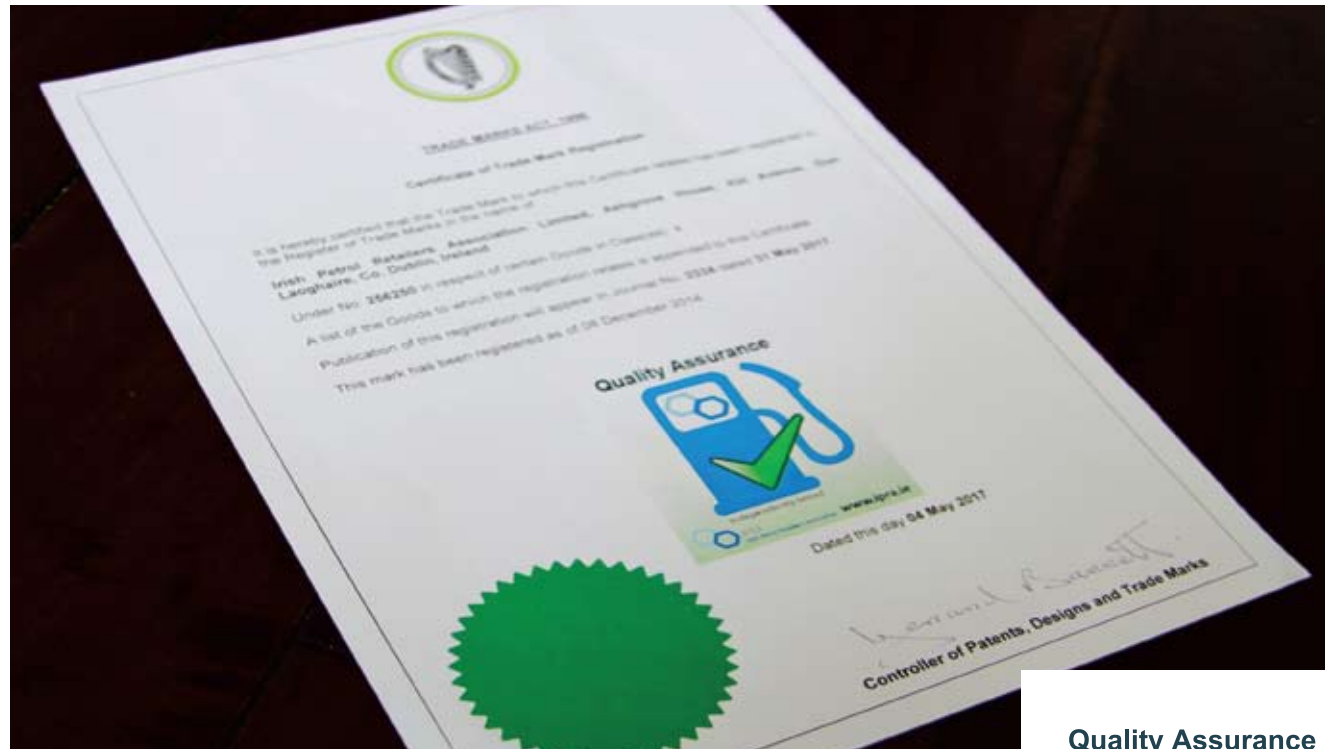 TRADE MARKS ACT, 1996
Certificate of Trade Mark Registration
It is hereby certified that the Trade Mark to which this Certificate relates has been registered in
the Register of Trade Marks in the name of
Irish Petrol Retailers Association Limited, Ashgrove House, Kill Avenue, Dun
Laoghaire, Co. Dublin, Ireland
Under No. 256250 in respect of certain Goods in Class(es)
A list of the Goods to which the registration relates is appended to this Certificate
Publication of this registration will appear in Journal No. 2334 dated 31 May 2017
This mark has been registered as of 08 December 2016
Quality Assurance
Independently tested
www.ipra.ie
Dated this day 04 May 2017
Controller of Patents, Designs and Trade Marks
Quality Assurance